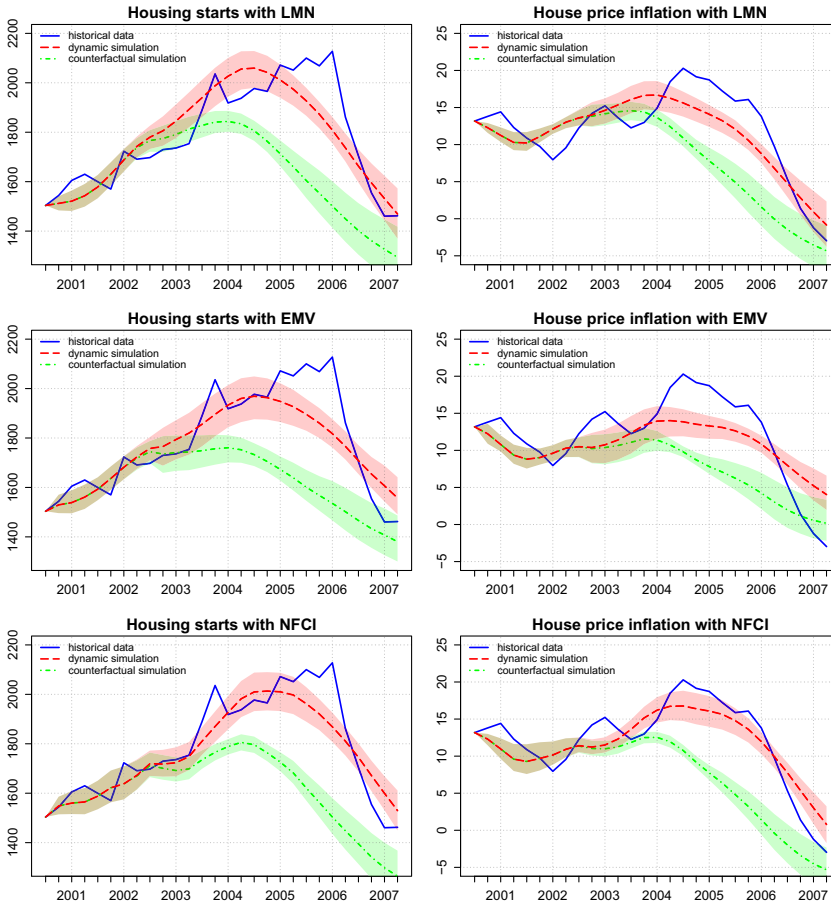 Housing starts with LMN
2200
2000
1800
1600
1400
historical data
dynamic simulation
counterfactual simulation
2001 2002 2003 2004 2005 2006 2007
House price inflation with LMN
25
20
15
10
5
0
−5
historical data
dynamic simulation
counterfactual simulation
2001 2002 2003 2004 2005 2006 2007
Housing starts with EMV
2200
2000
1800
1600
1400
historical data
dynamic simulation
counterfactual simulation
2001 2002 2003 2004 2005 2006 2007
House price inflation with EMV
25
20
15
10
5
0
−5
historical data
dynamic simulation
counterfactual simulation
2001 2002 2003 2004 2005 2006 2007
Housing starts with NFCI
2200
2000
1800
1600
1400
historical data
dynamic simulation
counterfactual simulation
2001 2002 2003 2004 2005 2006 2007
House price inflation with NFCI
25
20
15
10
5
0
−5
historical data
dynamic simulation
counterfactual simulation
2001 2002 2003 2004 2005 2006 2007